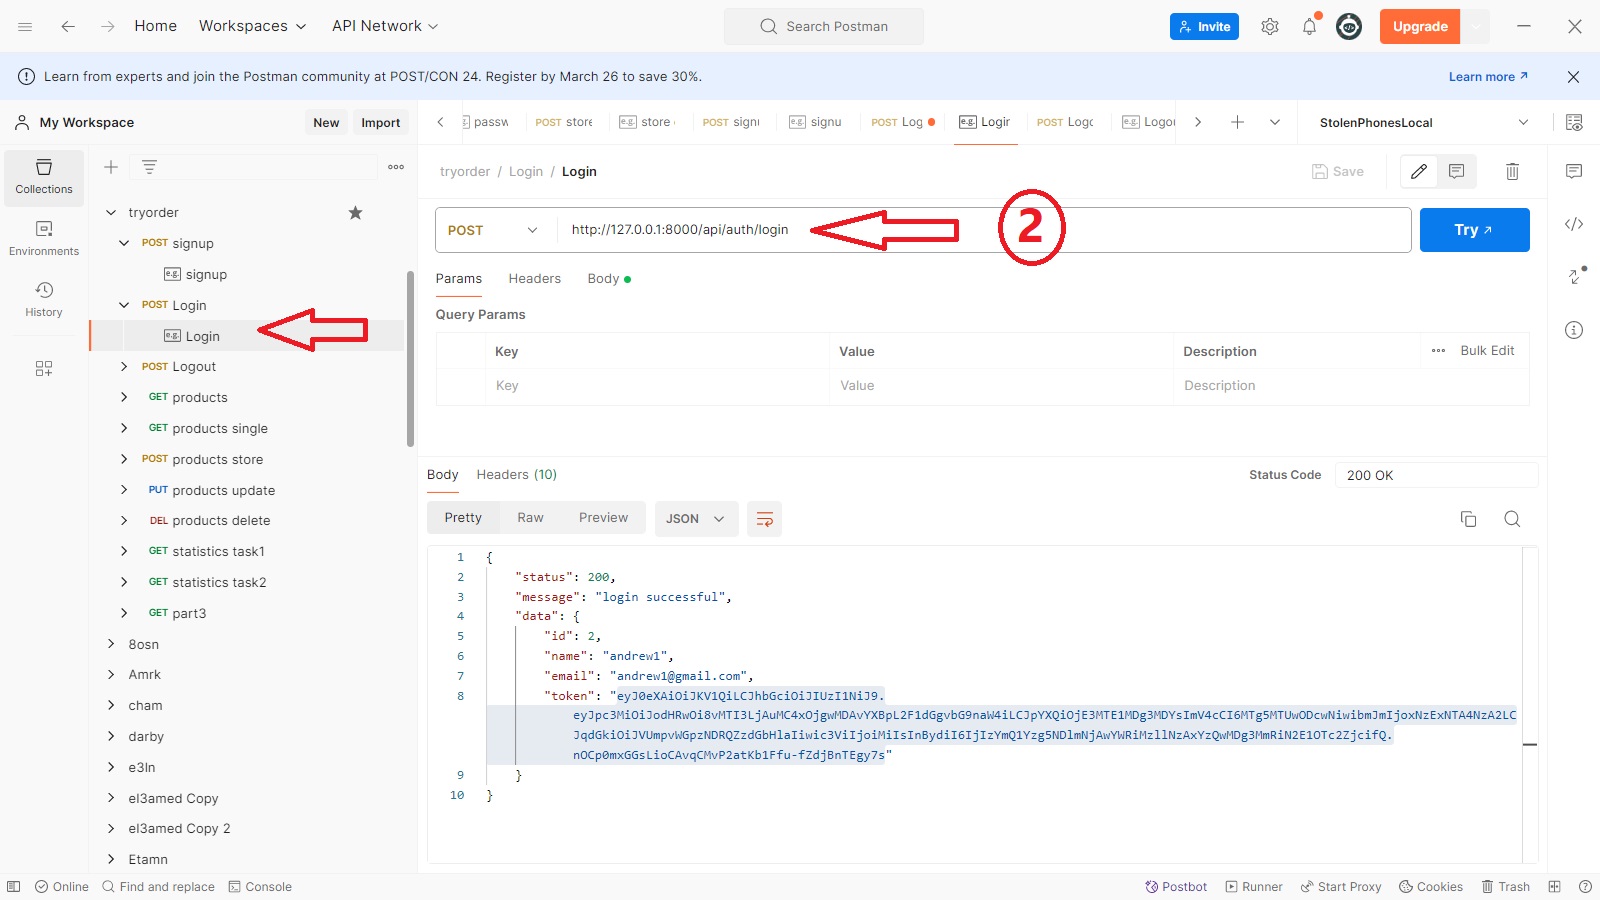 Home Workspaces API Network Search Postman Invite Upgrade
Learn from experts and join the Postman community at POST/CON 24. Register by March 26 to save 30%. Learn more
My Workspace New Import
passw POST store e.g. store POST signu e.g. signu POST Log e.g. Login POST Logo e.g. Logou StolenPhonesLocal
Collections
Environments
History
tryorder
POST signup
e.g. signup
POST Login
e.g. Login
POST Logout
GET products
GET products single
POST products store
PUT products update
DEL products delete
GET statistics task1
GET statistics task2
GET part3
8osn
Amrk
cham
darby
e3ln
el3amed Copy
el3amed Copy 2
Etamn
tryorder / Login / Login Save
POST http://127.0.0.1:8000/api/auth/login 2 Try
Params Headers Body
Query Params
Key Value Description Bulk Edit
Key Value Description
Body Headers (10) Status Code 200 OK
Pretty Raw Preview JSON
1 {
2 "status": 200,
3 "message": "login successful",
4 "data": {
5 "id": 2,
6 "name": "andrew1",
7 "email": "andrew1@gmail.com",
8 "token": "eyJ0eXAiOiJKV1QiLCJhbGciOiJIUzI1NiJ9.
9 }
10 }
Online Find and replace Console Postbot Runner Start Proxy Cookies Trash